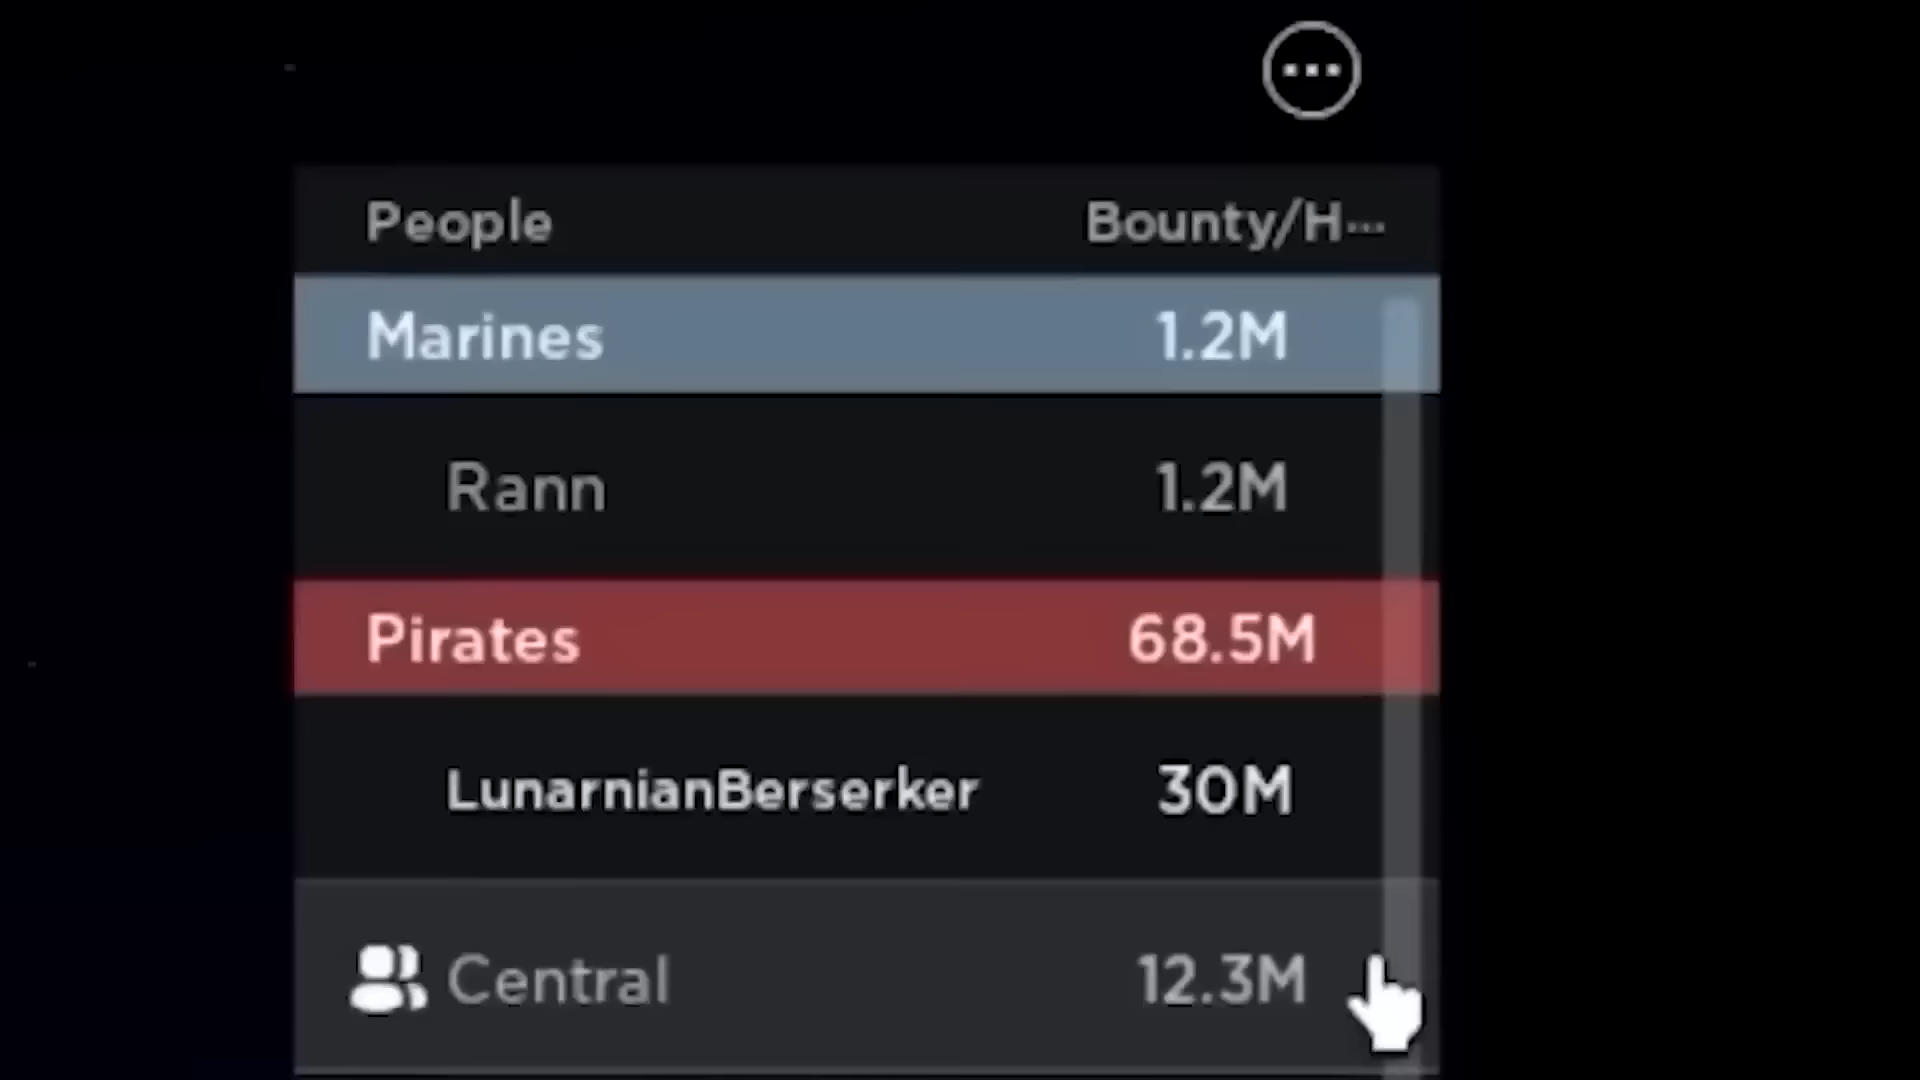 People Bounty/H...
Marines 1.2M
Rann 1.2M
Pirates 68.5M
LunarnianBerserker 30M
Central 12.3M